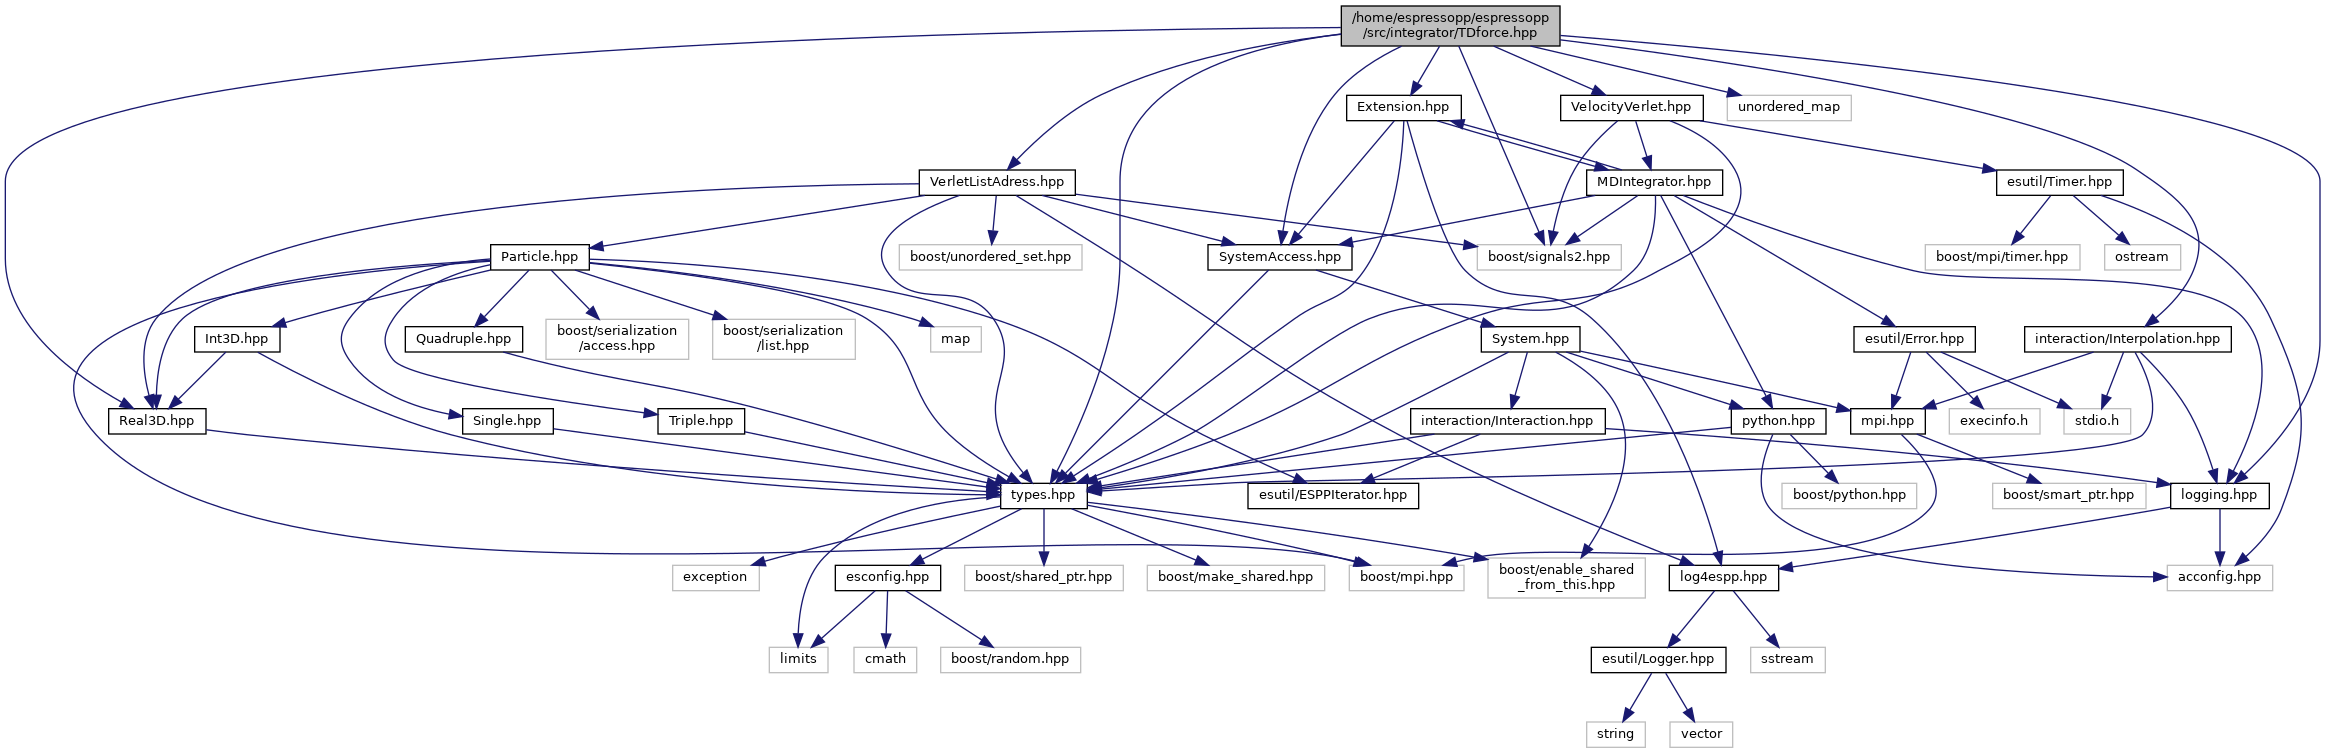 /home/espressopp/espressopp
/src/integrator/TDforce.hpp
Extension.hpp
VelocityVerlet.hpp
unordered_map
VerletListAdress.hpp
MDIntegrator.hpp
esutil/Timer.hpp
Particle.hpp
boost/unordered_set.hpp
SystemAccess.hpp
boost/signals2.hpp
boost/mpi/timer.hpp
ostream
Int3D.hpp
Quadruple.hpp
boost/serialization
/access.hpp
boost/serialization
/list.hpp
map
System.hpp
esutil/Error.hpp
interaction/Interpolation.hpp
Real3D.hpp
Single.hpp
Triple.hpp
interaction/Interaction.hpp
python.hpp
mpi.hpp
execinfo.h
stdio.h
types.hpp
esutil/ESPPIterator.hpp
boost/python.hpp
boost/smart_ptr.hpp
logging.hpp
exception
esconfig.hpp
boost/shared_ptr.hpp
boost/make_shared.hpp
boost/mpi.hpp
boost/enable_shared
_from_this.hpp
log4espp.hpp
acconfig.hpp
limits
cmath
boost/random.hpp
esutil/Logger.hpp
sstream
string
vector